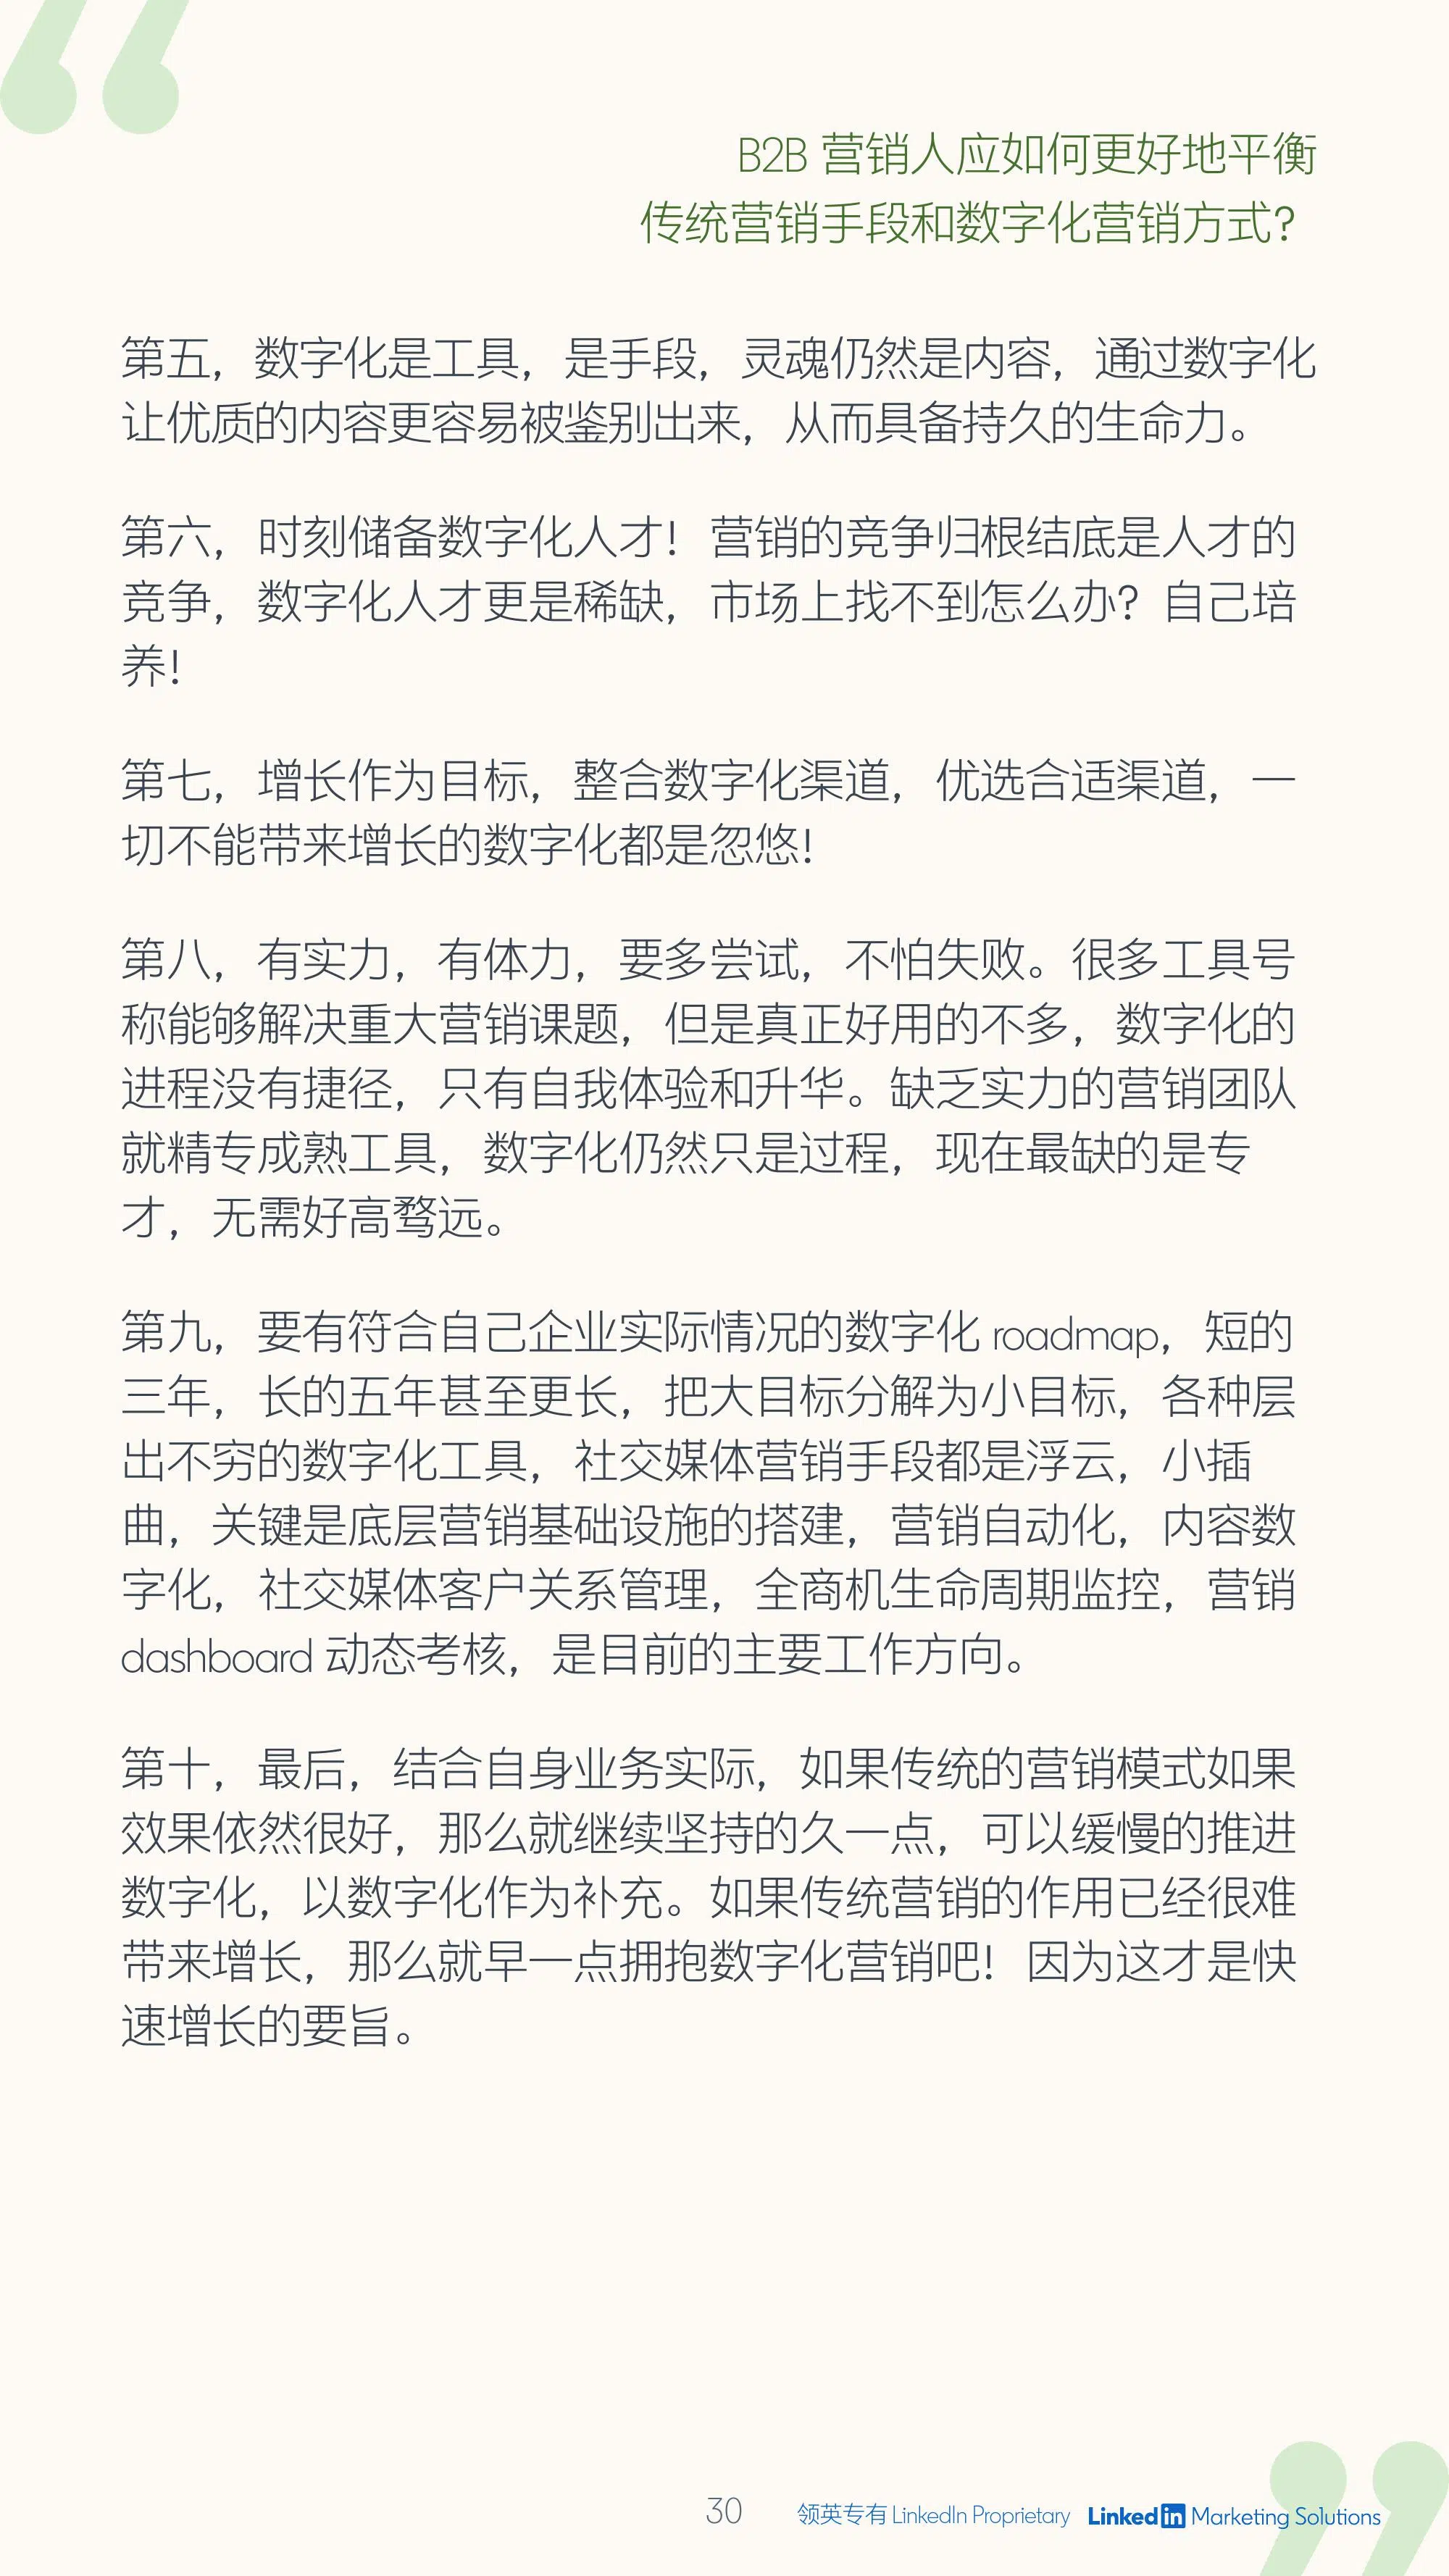 B2B 营销人应如何更好地平衡
传统营销手段和数字化营销方式？
第五，数字化是工具，是手段，灵魂仍然是内容，通过数字化
让优质的内容更容易被鉴别出来，从而具备持久的生命力。
第六，时刻储备数字化人才！营销的竞争归根结底是人才的
竞争，数字化人才更是稀缺，市场上找不到怎么办？自己培
养！
第七，增长作为目标，整合数字化渠道，优选合适渠道，一
切不能带来增长的数字化都是忽悠！
第八，有实力，有体力，要多尝试，不怕失败。很多工具号
称能够解决重大营销课题，但是真正好用的不多，数字化的
进程没有捷径，只有自我体验和升华。缺乏实力的营销团队
就精专成熟工具，数字化仍然只是过程，现在最缺的是专
才，无需好高骛远。
第九，要有符合自己企业实际情况的数字化 roadmap，短的
三年，长的五年甚至更长，把大目标分解为小目标，各种层
出不穷的数字化工具，社交媒体营销手段都是浮云，小插
曲，关键是底层营销基础设施的搭建，营销自动化，内容数
字化，社交媒体客户关系管理，全商机生命周期监控，营销
dashboard 动态考核，是目前的主要工作方向。
第十，最后，结合自身业务实际，如果传统的营销模式如果
效果依然很好，那么就继续坚持的久一点，可以缓慢的推进
数字化，以数字化作为补充。如果传统营销的作用已经很难
带来增长，那么就早一点拥抱数字化营销吧！因为这才是快
速增长的要旨。
30 领英专有 LinkedIn Proprietary LinkedIn Marketing Solutions